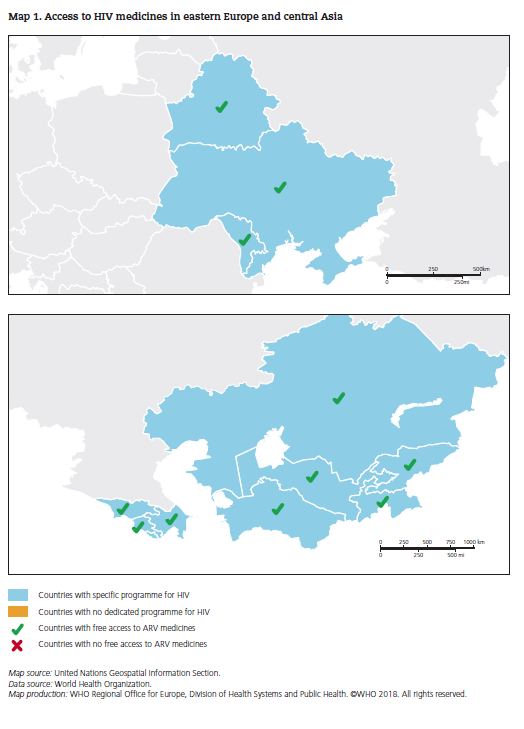 Map 1. Access to HIV medicines in eastern Europe and central Asia
0 250 500km
0 250mi
0 250 500 750 1000 km
0 250 500 mi
Countries with specific programme for HIV
Countries with no dedicated programme for HIV
Countries with free access to ARV medicines
Countries with no free access to ARV medicines
Map source: United Nations Geospatial Information Section.
Data source: World Health Organization.
Map production: WHO Regional Office for Europe, Division of Health Systems and Public Health. ©WHO 2018. All rights reserved.